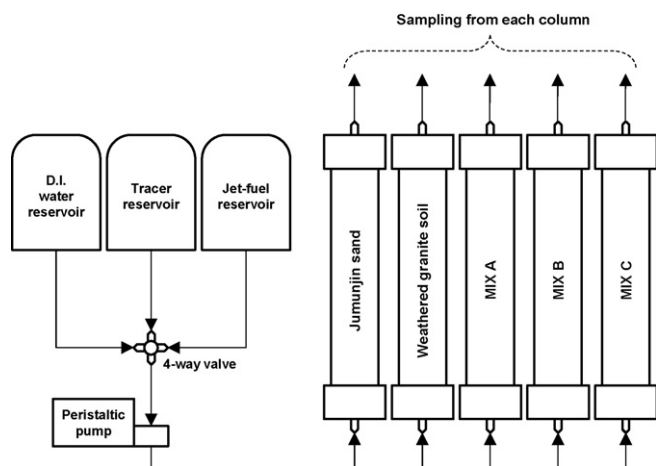 Sampling from each column
D.I.
water
reservoir
Tracer
reservoir
Jet-fuel
reservoir
4-way valve
Peristaltic
pump
Jumunjin sand
Weathered granite soil
MIX A
MIX B
MIX C